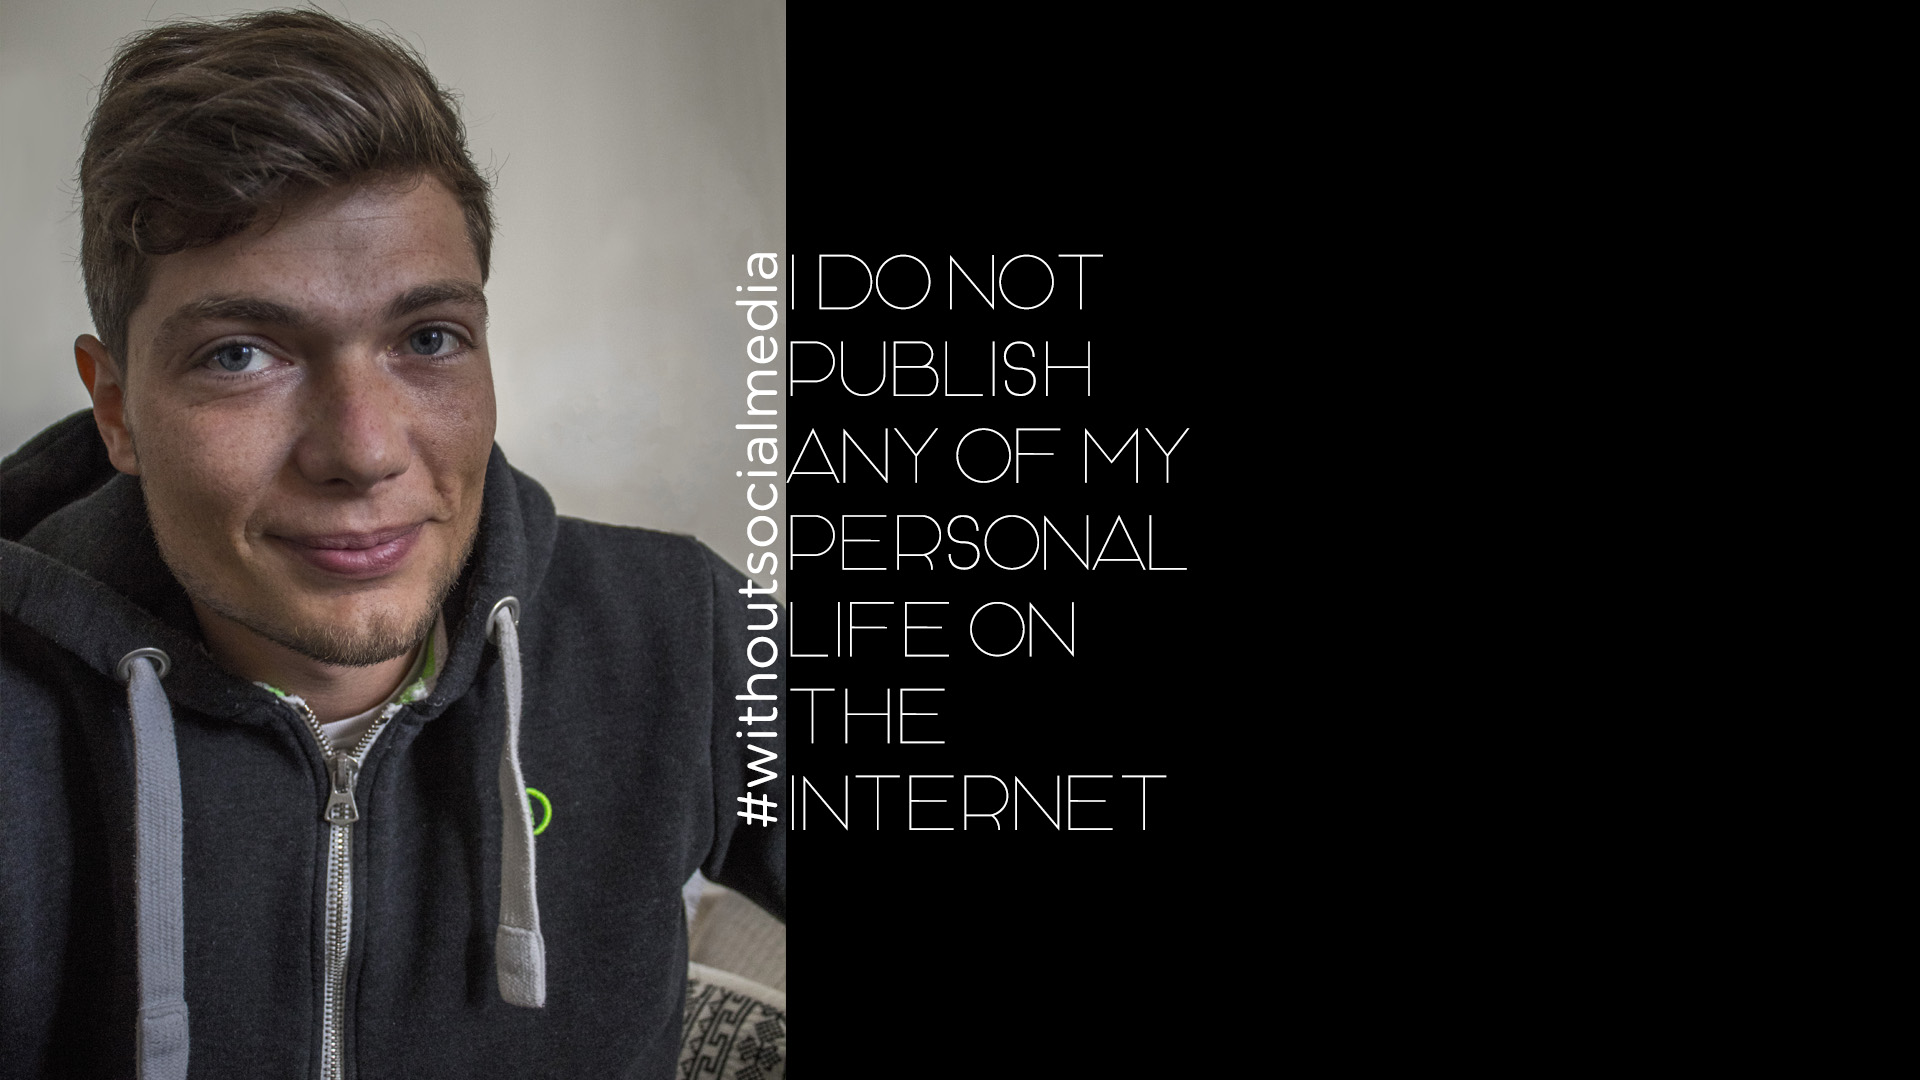 #withoutsocialmedia
I DO NOT
PUBLISH
ANY OF MY
PERSONAL
LIFE ON
THE
INTERNET